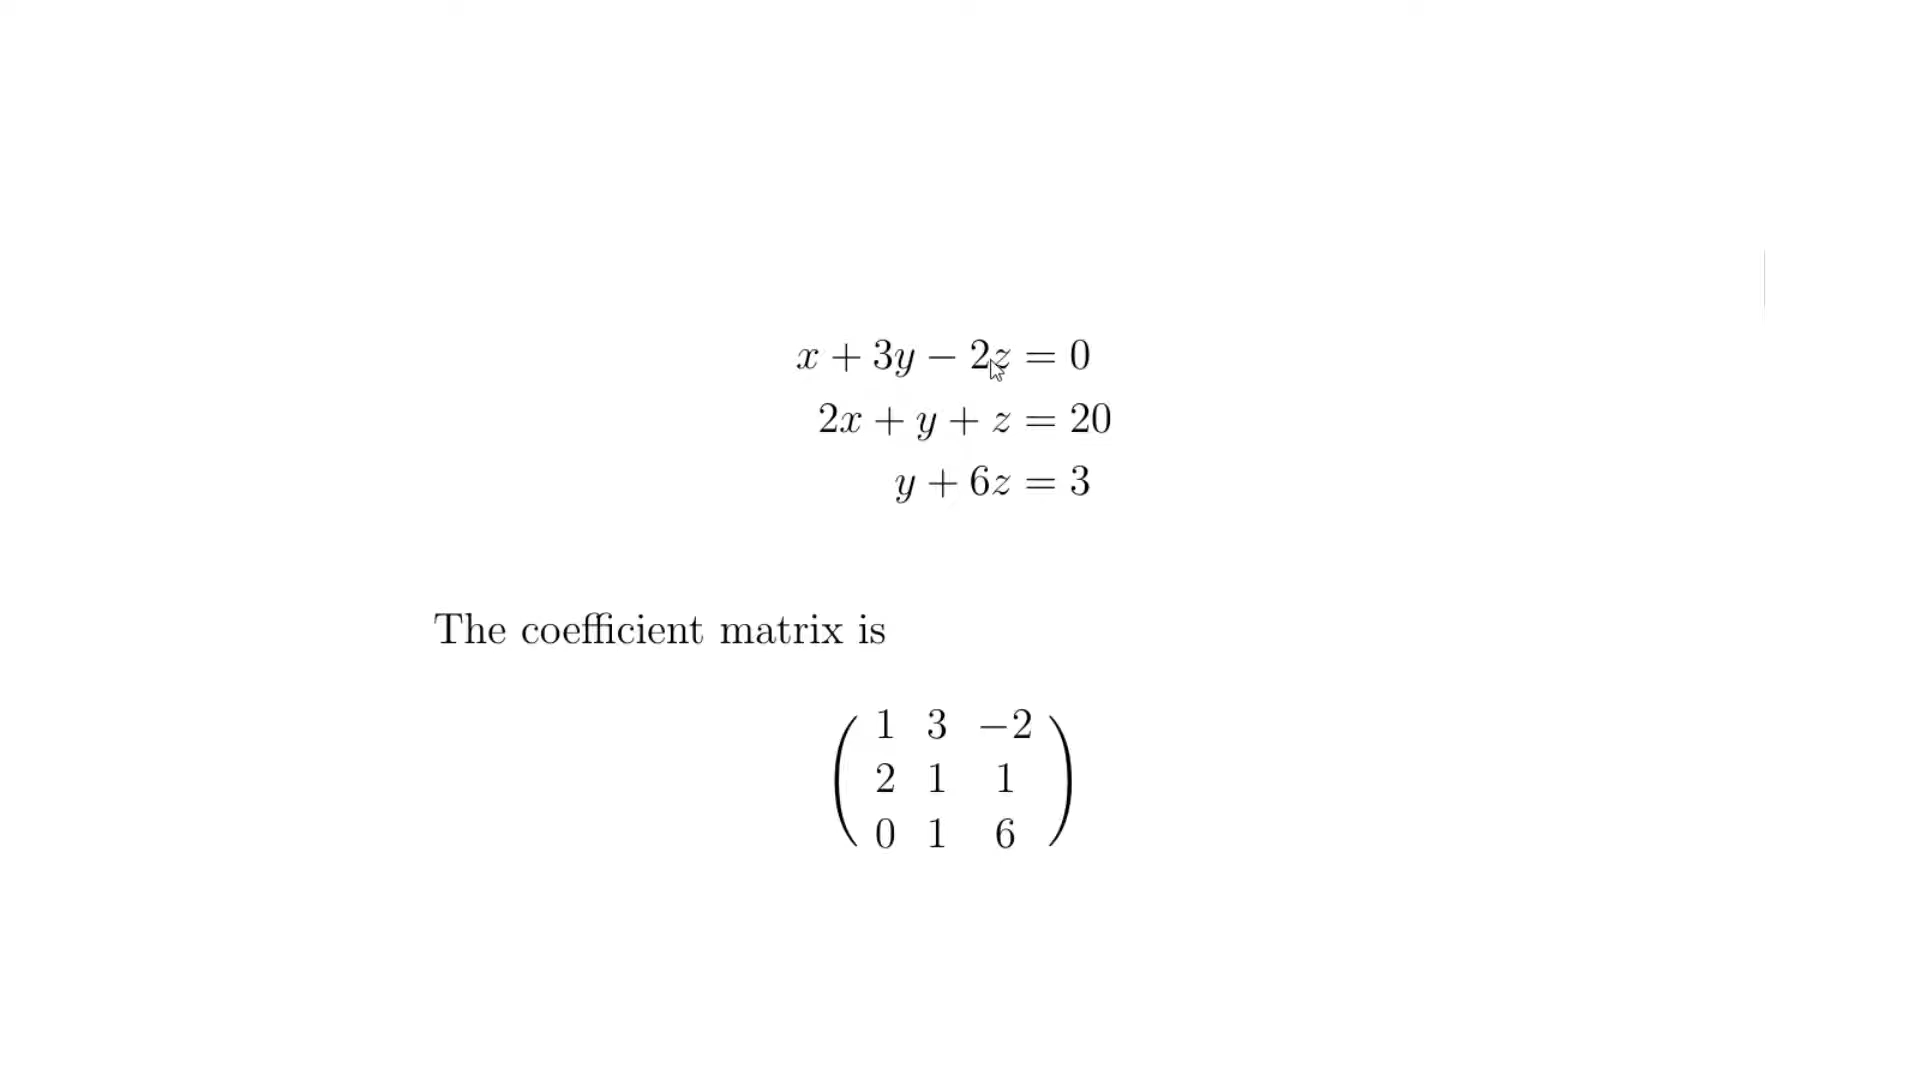 x + 3y − 2z = 0
2x + y + z = 20
y + 6z = 3
The coefficient matrix is
1 3 −2
2 1 1
0 1 6